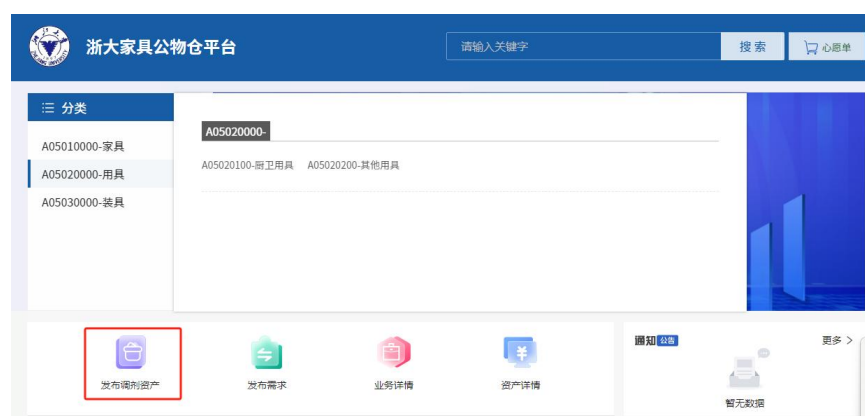 浙大家具公物仓平台
请输入关键字
搜索
心愿单
分类
A05010000-家具
A05020000-用具
A05030000-装具
A05020000-
A05020100-厨卫用具 A05020200-其他用具
发布调剂资产
发布需求
业务详情
资产详情
通知 公告
更多 >
暂无数据